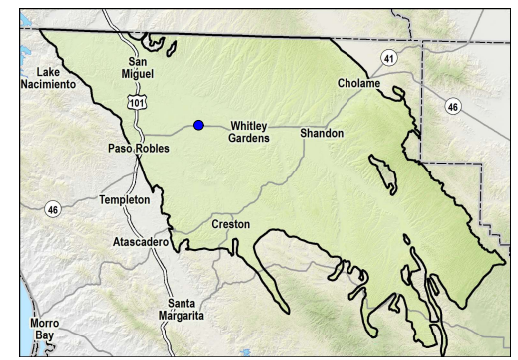 San
Miguel
Lake
Nacimiento
41
Cholame
101
46
Whitley
Gardens
Shandon
Paso Robles
Templeton
46
Creston
Atascadero
Santa
Margarita
Morro
Bay